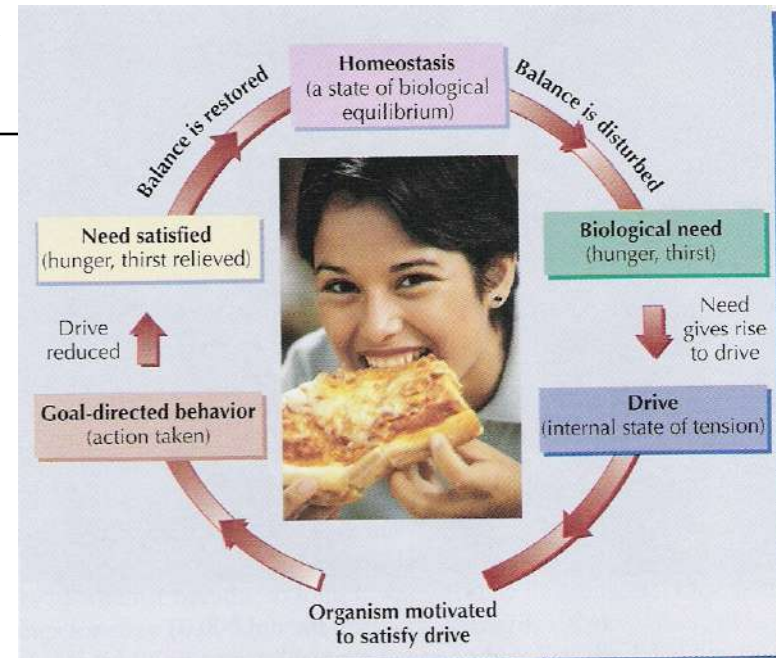 Homeostasis
(a state of biological
equilibrium)
Balance is disturbed
Biological need
(hunger, thirst)
Need
gives rise
to drive
Drive
(internal state of tension)
Organism motivated
to satisfy drive
Goal-directed behavior
(action taken)
Drive
reduced
Need satisfied
(hunger, thirst relieved)
Balance is restored